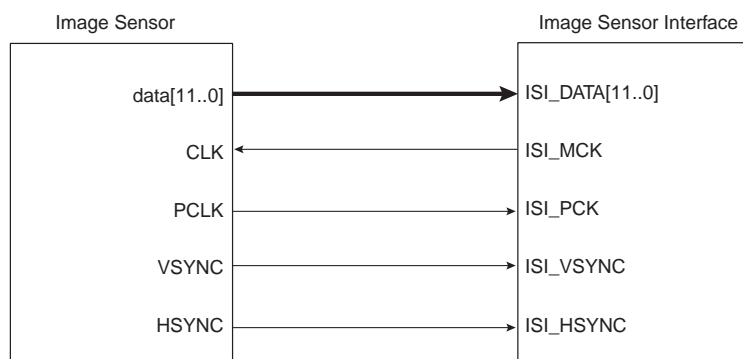 Image Sensor
Image Sensor Interface
data[11..0]
ISI_DATA[11..0]
CLK
ISI_MCK
PCLK
ISI_PCK
VSYNC
ISI_VSYNC
HSYNC
ISI_HSYNC